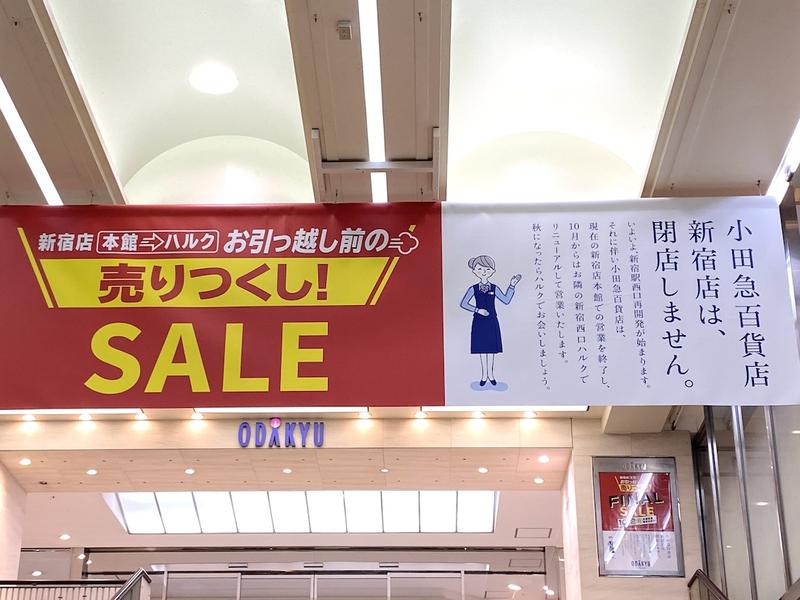 新宿店 本館⇒ハルク お引っ越し前の
売りつくし!
SALE
小田急百貨店
新宿店は、
閉店しません。
いよいよ新宿駅西口再開発が始まります。
それに伴い小田急百貨店は、
現在の新宿店本館での営業を終了し、
10月からはお隣の新宿西口ハルクで
リニューアルして営業いたします。
秋になったらハルクでお会いしましょう。
ODAKYU
ODAKYU
売りつくし!
FINAL
SALE
ODAKYU